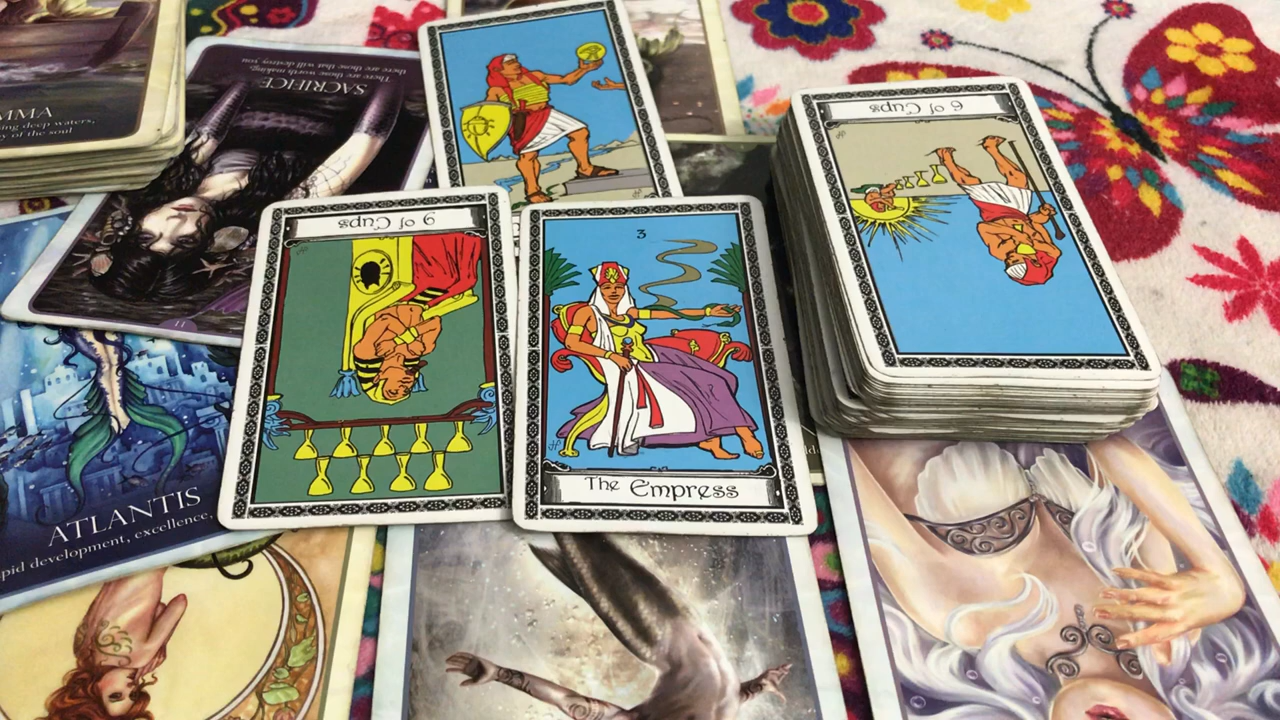 MMA
ing deep waters,
y of the soul
SACRIFICE
There are those worth making,
there are those that will destroy
11
9 of Cups
3
The Empress
6 of Cups
ATLANTIS
pid development, excellence,